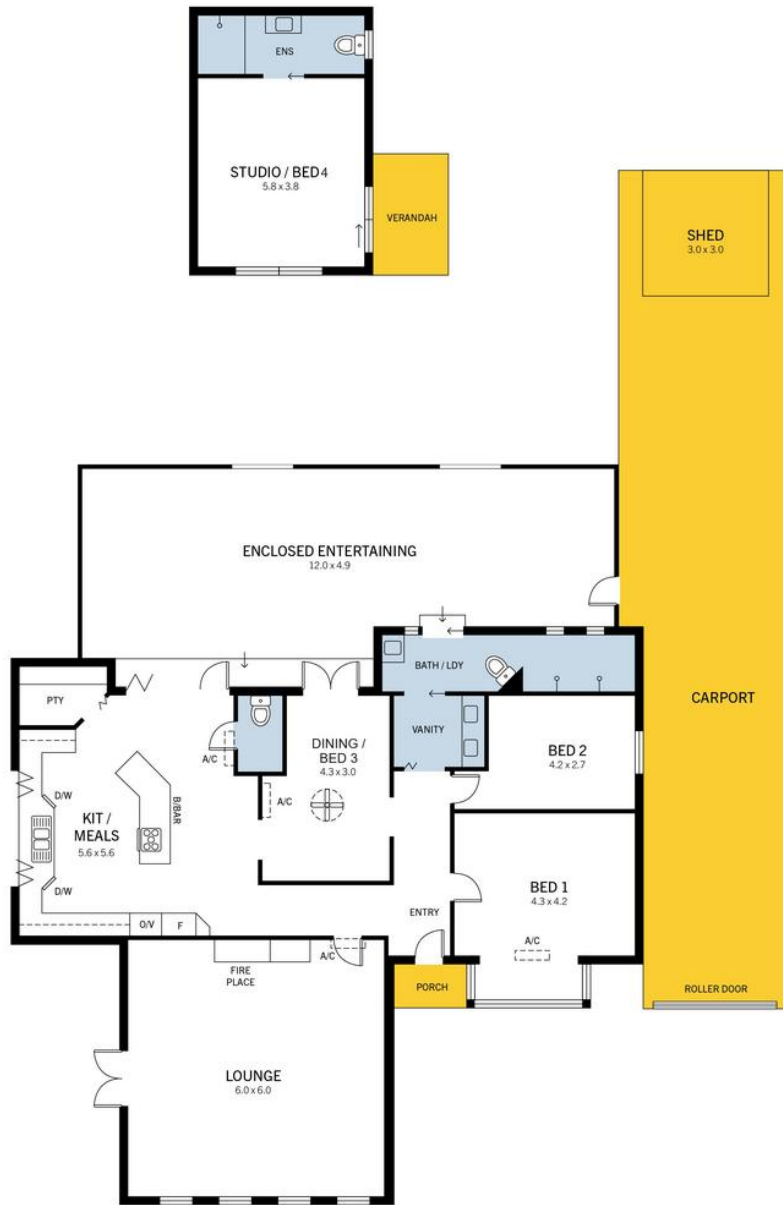 ENS
STUDIO / BED 4
5.8 x 3.8
VERANDAH
SHED
3.0 x 3.0
ENCLOSED ENTERTAINING
12.0 x 4.9
CARPORT
BATH / LDY
PTY
VANITY
A/C
DINING /
BED 3
4.3 x 3.0
BED 2
4.2 x 2.7
D/W
A/C
B/BAR
KIT /
MEALS
5.6 x 5.6
D/W
BED 1
4.3 x 4.2
ENTRY
O/V
F
A/C
A/C
FIRE
PLACE
PORCH
ROLLER DOOR
LOUNGE
6.0 x 6.0